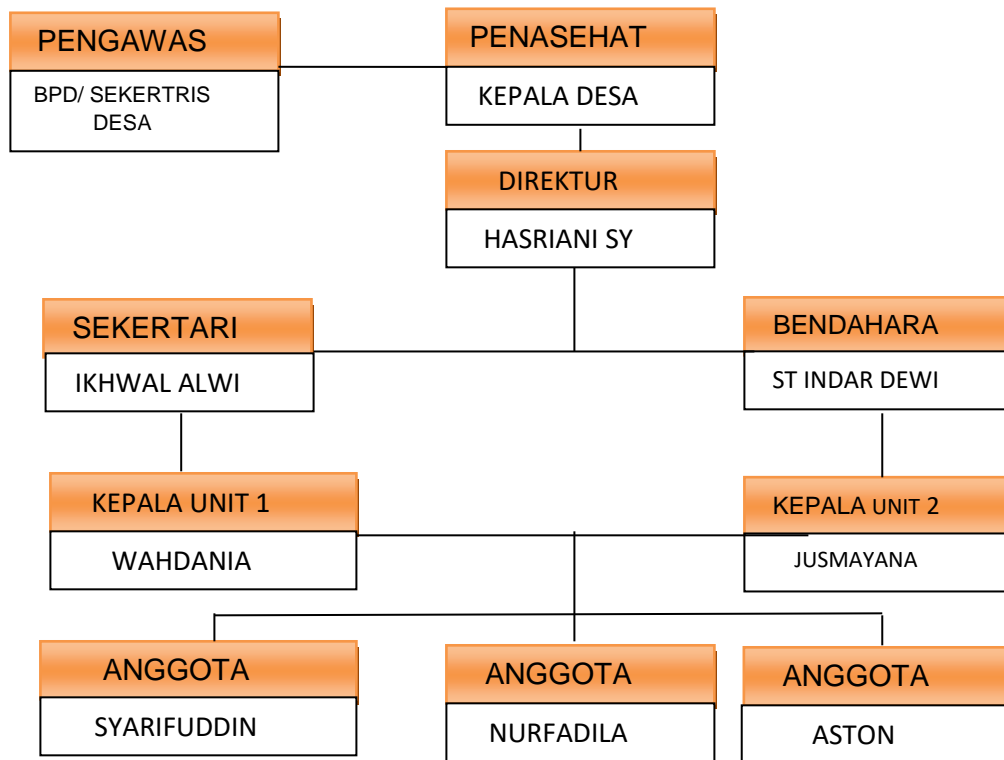 PENGAWAS
BPD/ SEKERTRIS
DESA
PENASEHAT
KEPALA DESA
DIREKTUR
HASRIANI SY
SEKERTARI
IKHWAL ALWI
BENDAHARA
ST INDAR DEWI
KEPALA UNIT 1
WAHDANIA
KEPALA UNIT 2
JUSMAYANA
ANGGOTA
SYARIFUDDIN
ANGGOTA
NURFADILA
ANGGOTA
ASTON